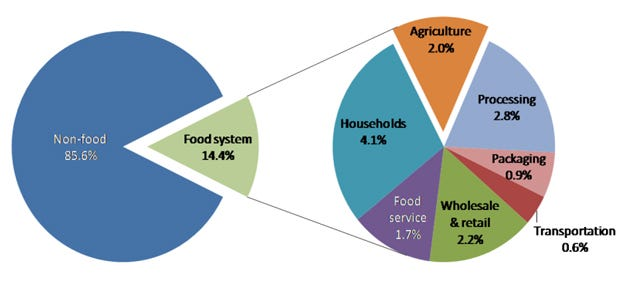 Non-food
85.6%
Food system
14.4%
Agriculture
2.0%
Processing
2.8%
Packaging
0.9%
Transportation
0.6%
Wholesale
& retail
2.2%
Food
service
1.7%
Households
4.1%